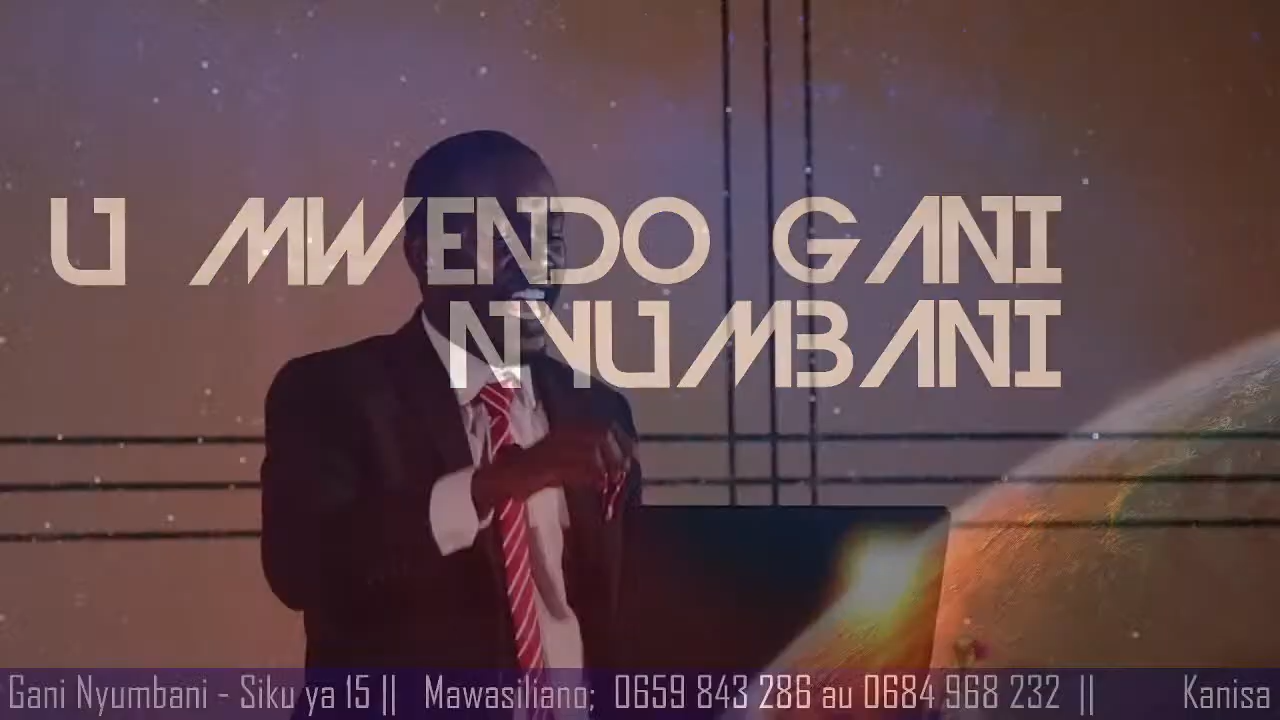 U MWENDO GANI
NYUMBANI
Gani Nyumbani - Siku ya 15 || Mawasiliano; 0659 843 286 au 0684 968 232 || Kanisa